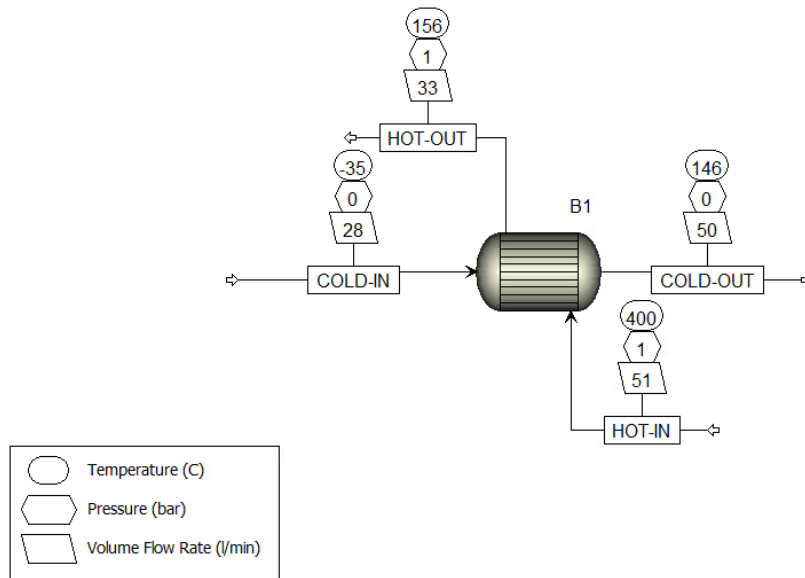 156
1
33
HOT-OUT
-35
0
28
COLD-IN
B1
146
0
50
COLD-OUT
400
1
51
HOT-IN
Temperature (C)
Pressure (bar)
Volume Flow Rate (l/min)